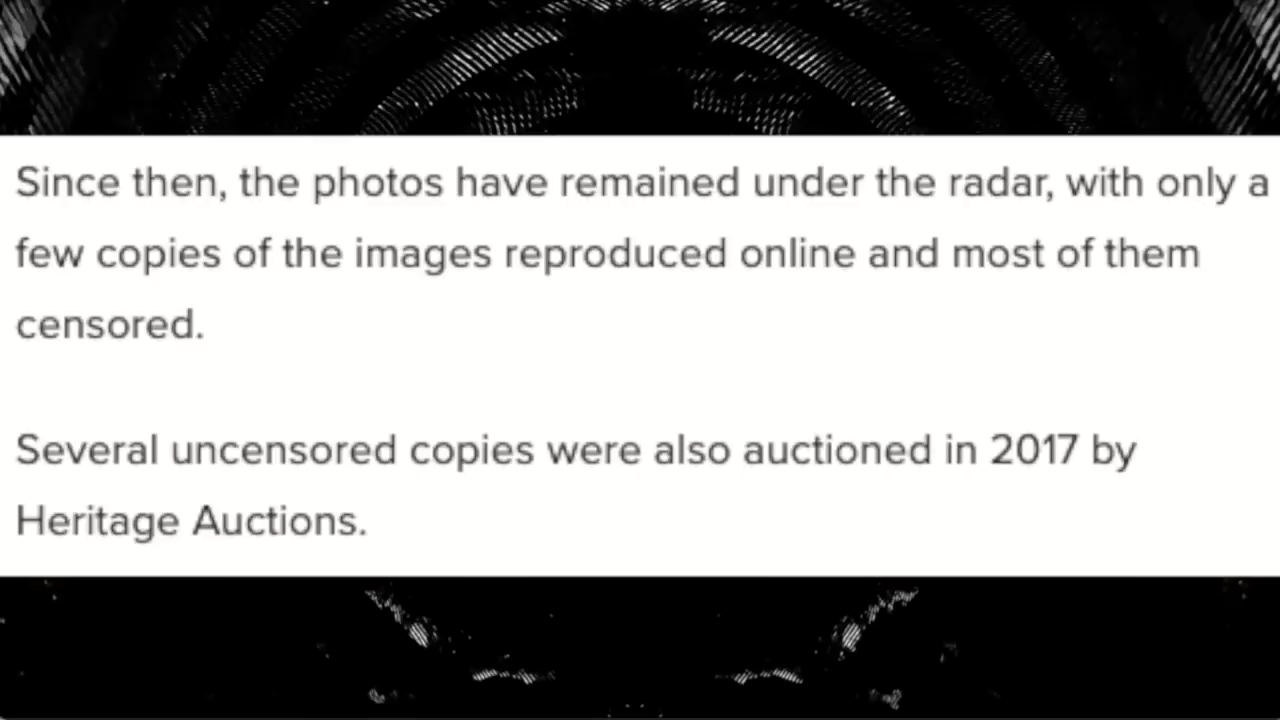 Since then, the photos have remained under the radar, with only a
few copies of the images reproduced online and most of them
censored.
Several uncensored copies were also auctioned in 2017 by
Heritage Auctions.